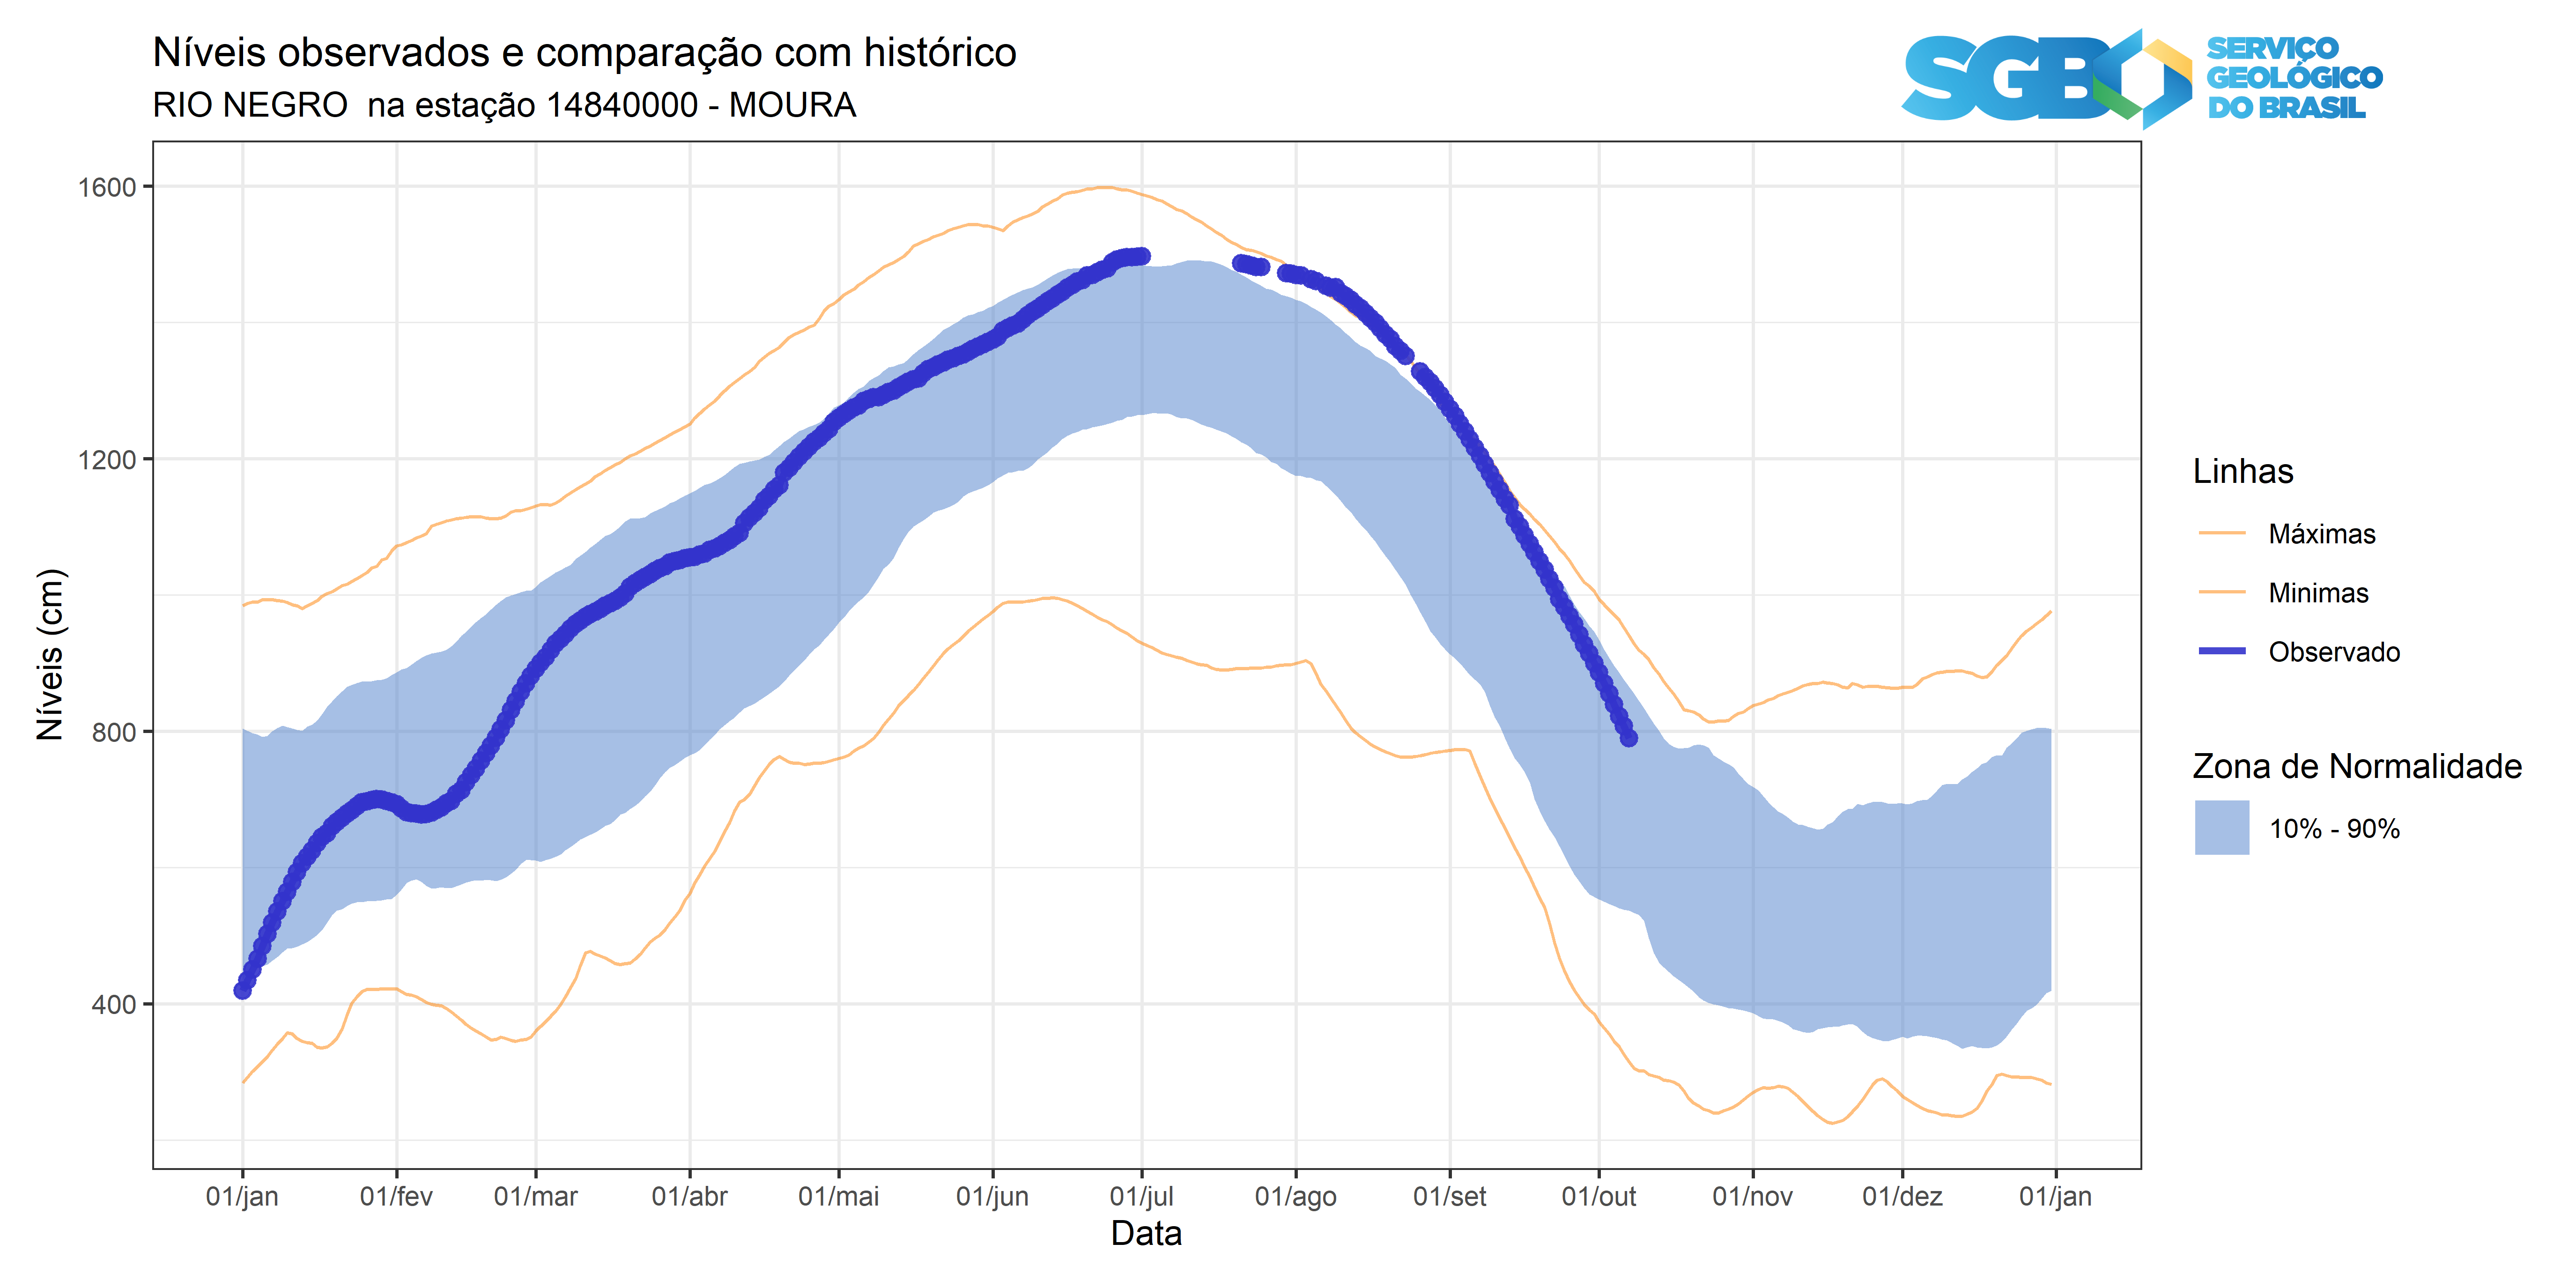 Níveis observados e comparação com histórico
RIO NEGRO  na estação 14840000 - MOURA
SGB
SERVIÇO
GEOLÓGICO
DO BRASIL
Níveis (cm)
1600
1200
800
400
01/jan 01/fev 01/mar 01/abr 01/mai 01/jun 01/jul 01/ago 01/set 01/out 01/nov 01/dez 01/jan
Data
Linhas
Máximas
Minimas
Observado
Zona de Normalidade
10% - 90%